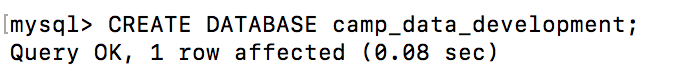 mysql> CREATE DATABASE camp_data_development;
Query OK, 1 row affected (0.08 sec)